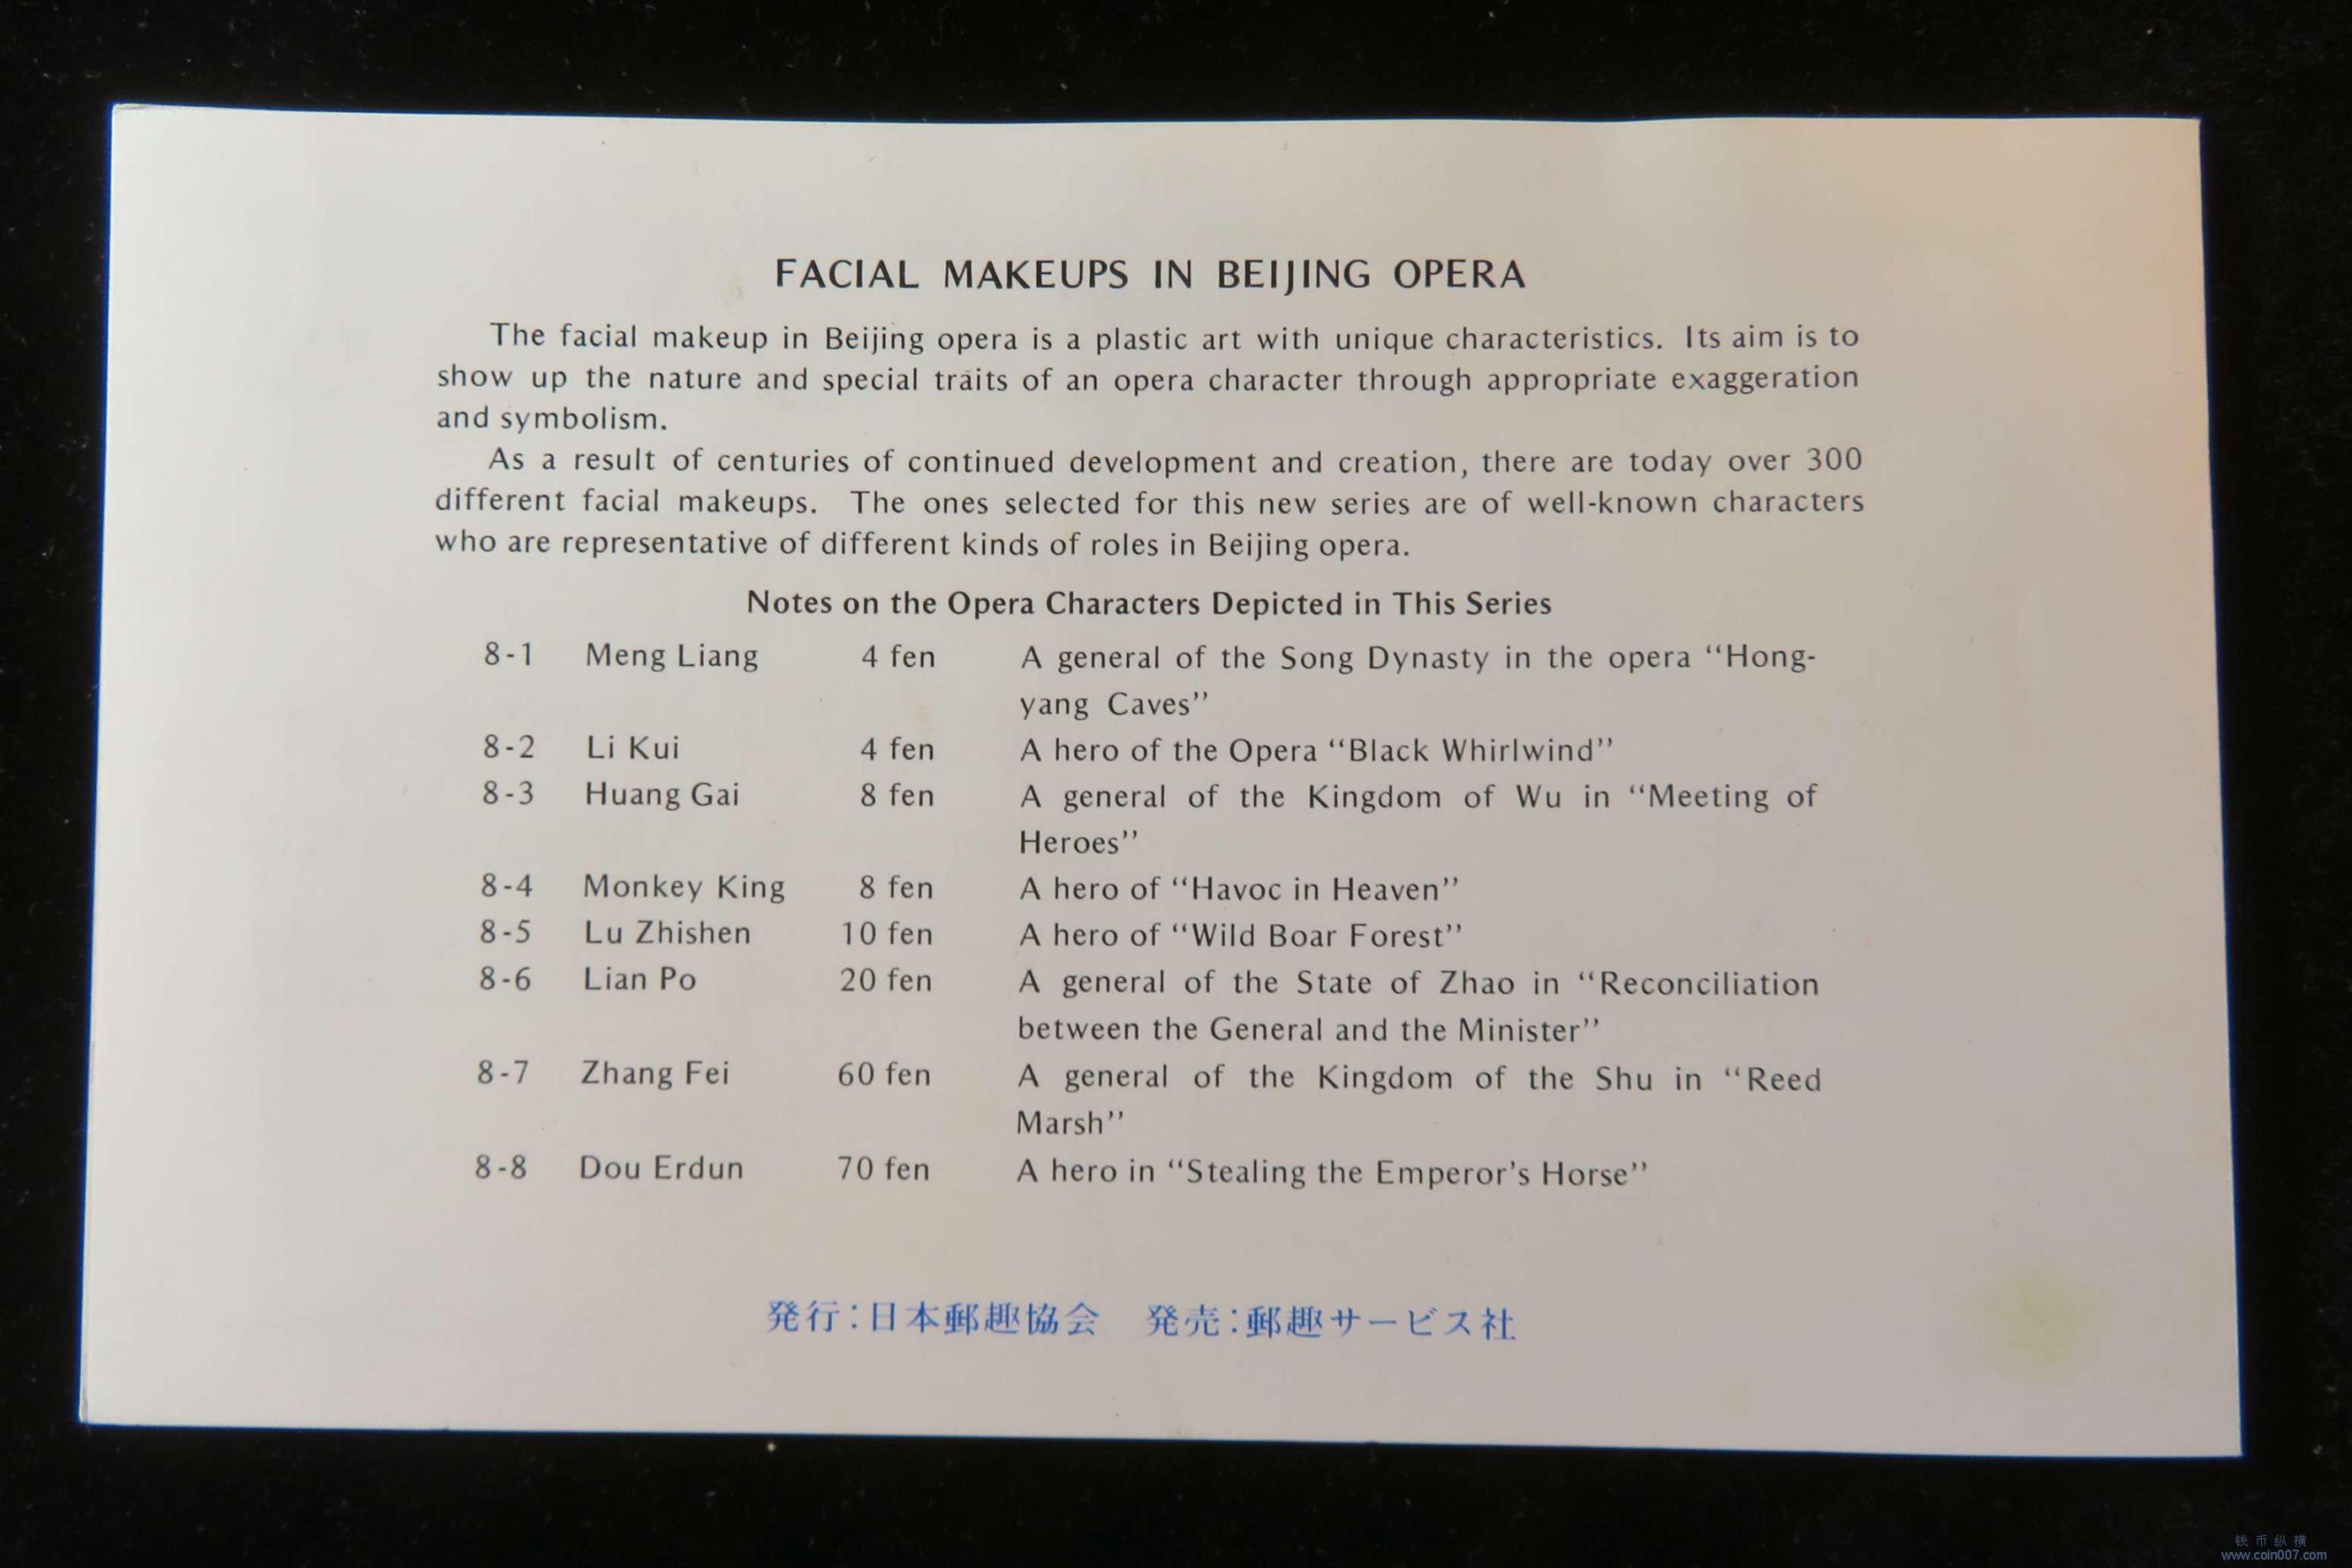 FACIAL MAKEUPS IN BEIJING OPERA
The facial makeup in Beijing opera is a plastic art with unique characteristics. Its aim is to
show up the nature and special traits of an opera character through appropriate exaggeration
and symbolism.
As a result of centuries of continued development and creation, there are today over 300
different facial makeups. The ones selected for this new series are of well-known characters
who are representative of different kinds of roles in Beijing opera.
Notes on the Opera Characters Depicted in This Series
8-1 Meng Liang 4 fen A general of the Song Dynasty in the opera “Hong-
yang Caves”
8-2 Li Kui 4 fen A hero of the Opera “Black Whirlwind”
8-3 Huang Gai 8 fen A general of the Kingdom of Wu in “Meeting of
Heroes”
8-4 Monkey King 8 fen A hero of “Havoc in Heaven”
8-5 Lu Zhishen 10 fen A hero of “Wild Boar Forest”
8-6 Lian Po 20 fen A general of the State of Zhao in “Reconciliation
between the General and the Minister”
8-7 Zhang Fei 60 fen A general of the Kingdom of the Shu in “Reed
Marsh”
8-8 Dou Erdun 70 fen A hero in “Stealing the Emperor’s Horse”
発行:日本郵趣協会 発売:郵趣サービス社
钱币纵横
www.coin007.com